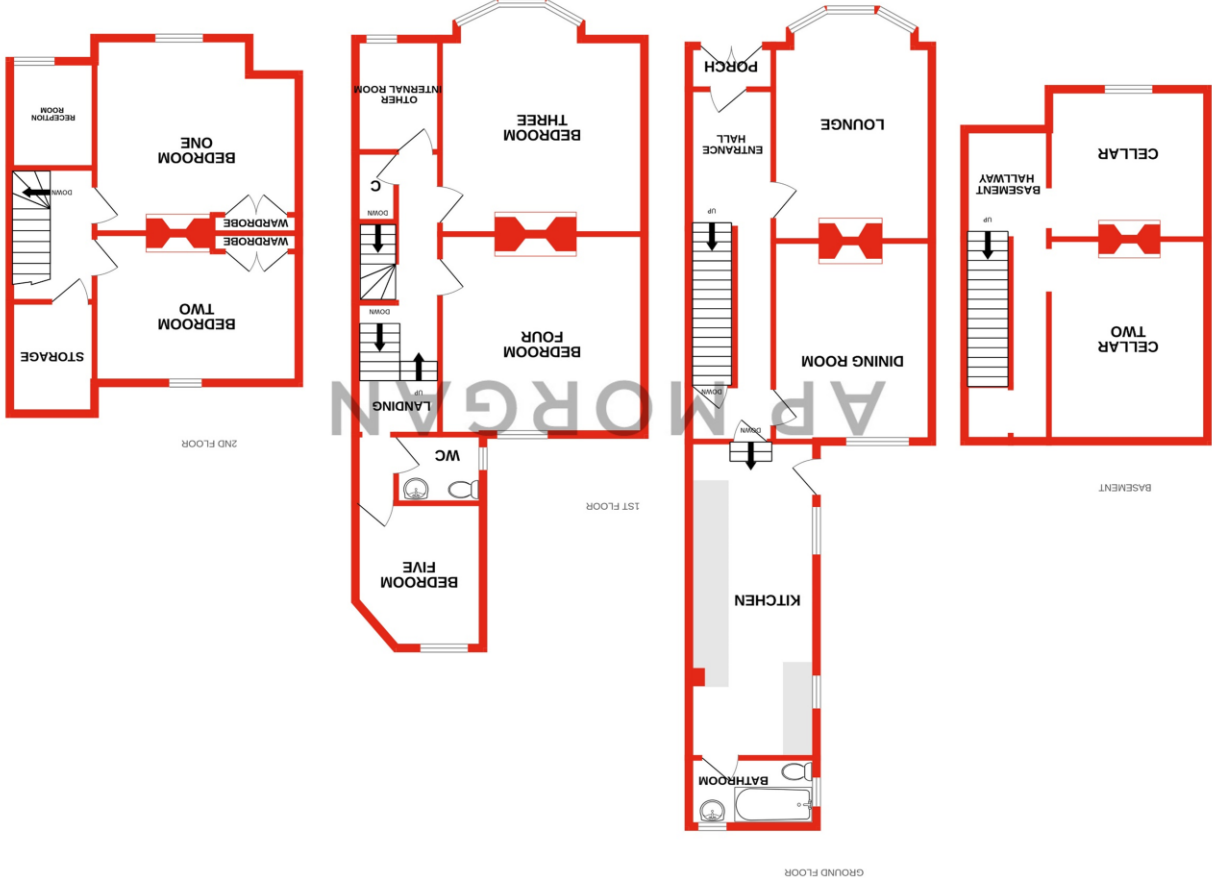 BASEMENT
CELLAR
TWO
CELLAR
BASEMENT
HALLWAY
UP
GROUND FLOOR
BATHROOM
KITCHEN
DOWN
DOWN
DINING ROOM
UP
LOUNGE
ENTRANCE
HALL
PORCH
1ST FLOOR
BEDROOM
FIVE
WC
LANDING
UP
DOWN
BEDROOM
FOUR
DOWN
C
BEDROOM
THREE
OTHER
INTERNAL ROOM
2ND FLOOR
STORAGE
BEDROOM
TWO
WARDROBE
WARDROBE
DOWN
BEDROOM
ONE
RECEPTION
ROOM
AP MORGAN